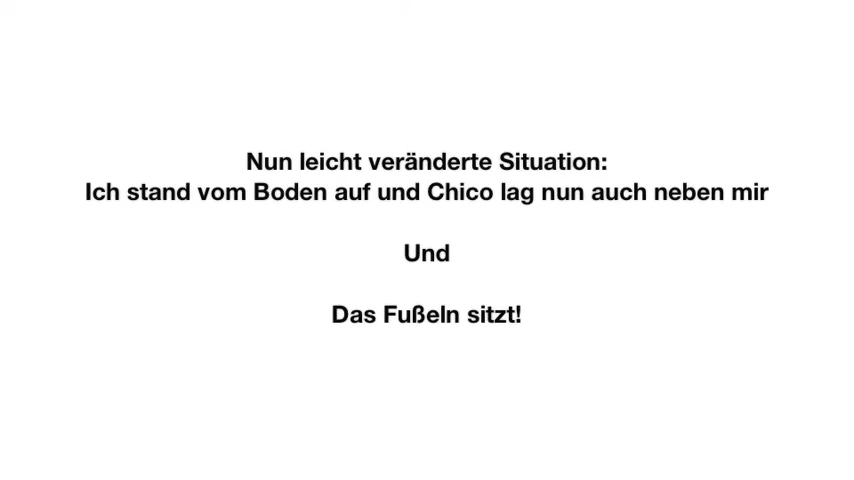 Nun leicht veränderte Situation:
Ich stand vom Boden auf und Chico lag nun auch neben mir
Und
Das Fußeln sitzt!